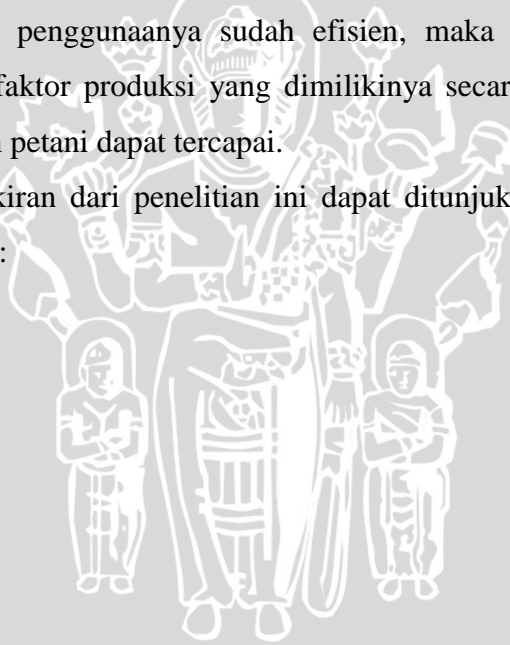 penggunaanya sudah efisien, maka
faktor produksi yang dimilikinya secar
petani dapat tercapai.
kiran dari penelitian ini dapat ditunjuk
: